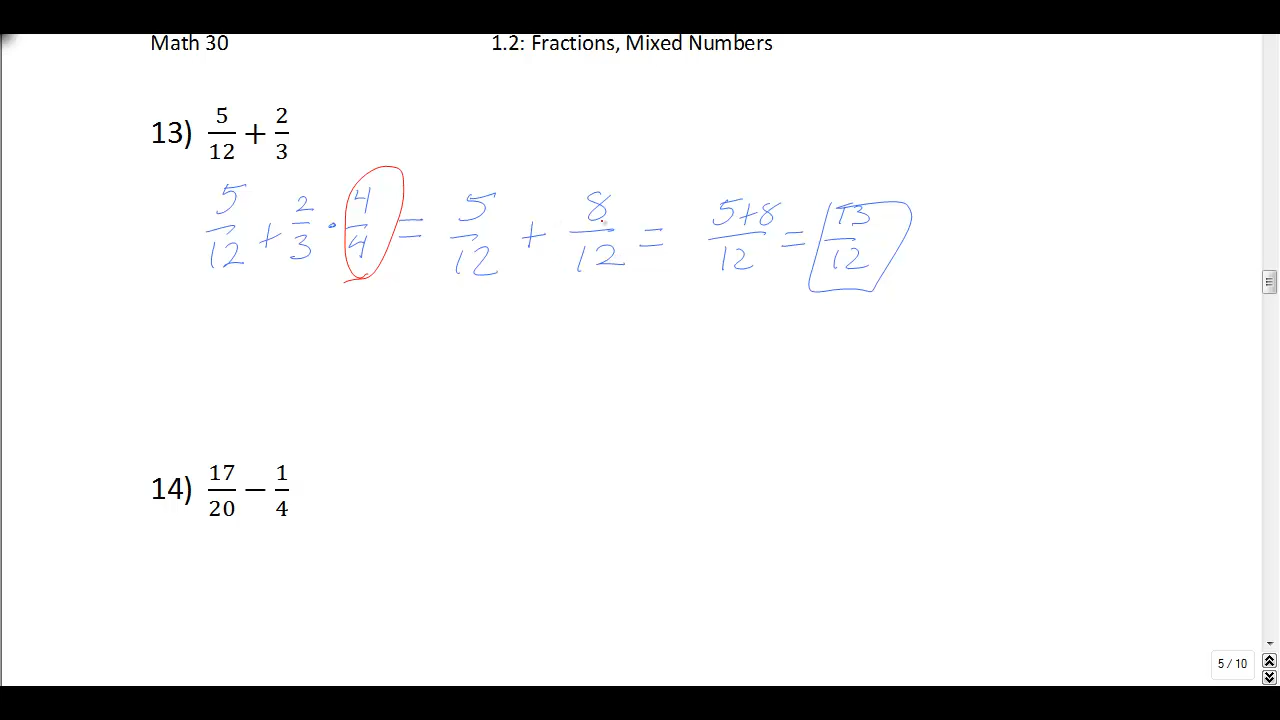 Math 30 1.2: Fractions, Mixed Numbers
13) 5/12 + 2/3
5/12 + 2/3 · 4/4 = 5/12 + 8/12 = 5+8/12 = 13/12
14) 17/20 − 1/4
5 / 10